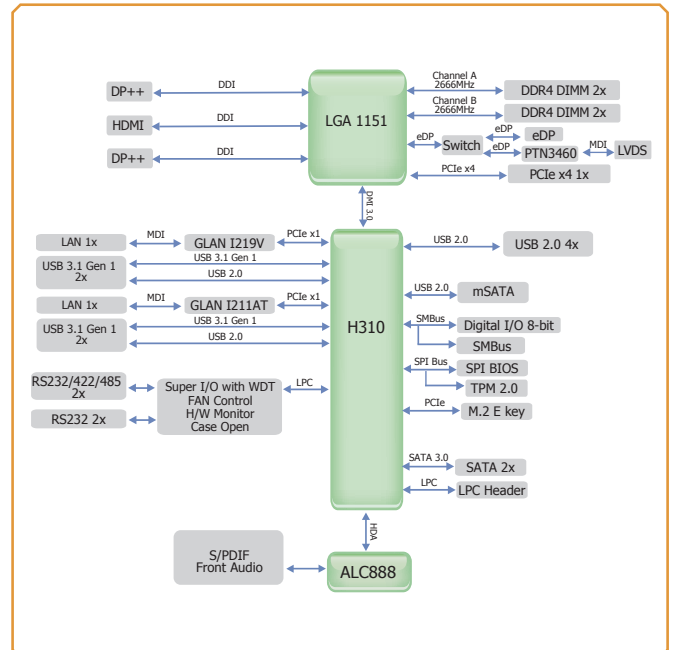 DP++
DDI
HDMI
DDI
DP++
DDI
LGA 1151
Channel A
2666MHz
DDR4 DIMM 2x
Channel B
2666MHz
DDR4 DIMM 2x
eDP
Switch
eDP
eDP
eDP
PTN3460
MDI
LVDS
PCIe x4
PCIe x4 1x
DMI 3.0
LAN 1x
MDI
GLAN I219V
PCIe x1
USB 3.1 Gen 1
2x
USB 3.1 Gen 1
USB 2.0
LAN 1x
MDI
GLAN I211AT
PCIe x1
USB 3.1 Gen 1
2x
USB 3.1 Gen 1
USB 2.0
RS232/422/485
2x
RS232 2x
Super I/O with WDT
FAN Control
H/W Monitor
Case Open
LPC
H310
USB 2.0
USB 2.0 4x
USB 2.0
mSATA
SMBus
Digital I/O 8-bit
SMBus
SPI Bus
SPI BIOS
TPM 2.0
PCIe
M.2 E key
SATA 3.0
SATA 2x
LPC
LPC Header
HDA
S/PDIF
Front Audio
ALC888